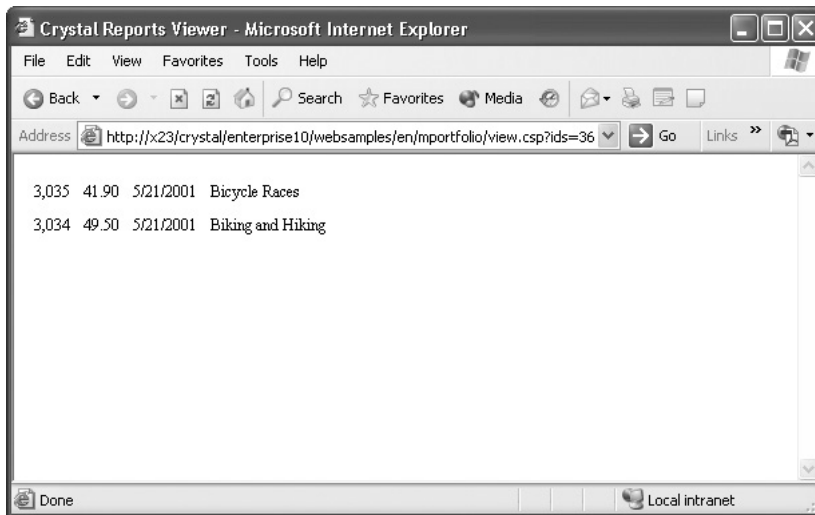 Crystal Reports Viewer - Microsoft Internet Explorer
File Edit View Favorites Tools Help
Back Search Favorites Media
Address http://x23/crystal/enterprise10/websamples/en/mportfolio/view.csp?ids=36 Go Links »
3,035 41.90 5/21/2001 Bicycle Races
3,034 49.50 5/21/2001 Biking and Hiking
Done Local intranet